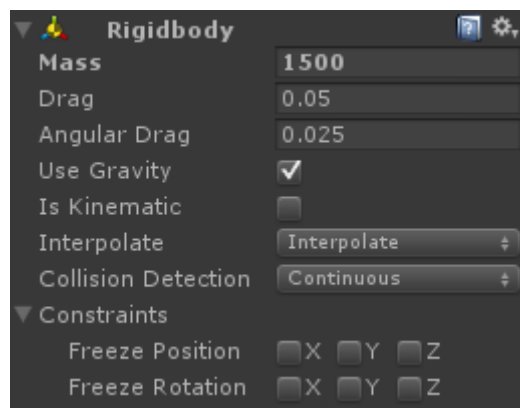 Rigidbody
Mass 1500
Drag 0.05
Angular Drag 0.025
Use Gravity
Is Kinematic
Interpolate Interpolate
Collision Detection Continuous
Constraints
Freeze Position X Y Z
Freeze Rotation X Y Z